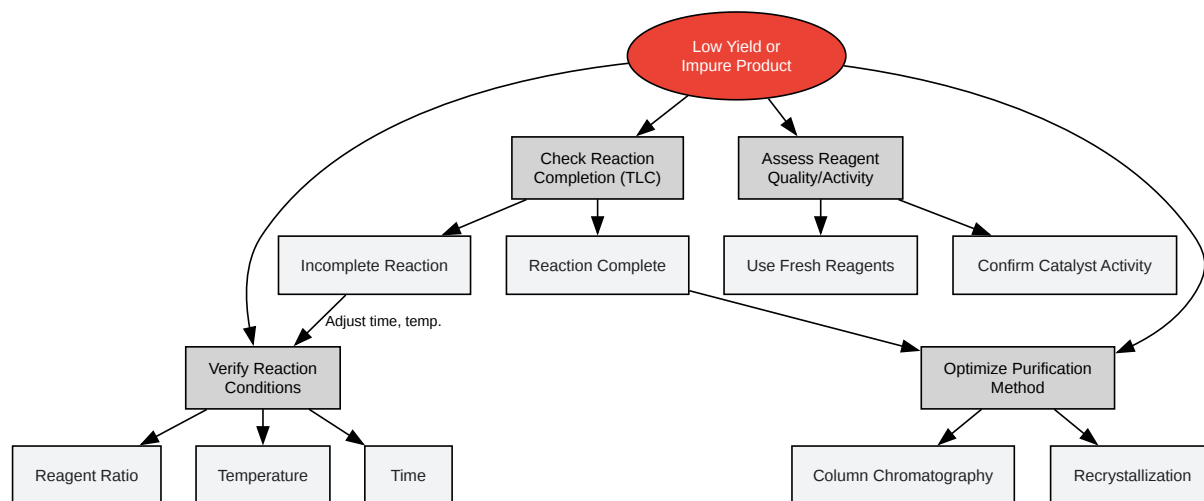 Low Yield or
Impure Product
Check Reaction
Completion (TLC)
Assess Reagent
Quality/Activity
Incomplete Reaction
Reaction Complete
Use Fresh Reagents
Confirm Catalyst Activity
Adjust time, temp.
Verify Reaction
Conditions
Optimize Purification
Method
Reagent Ratio
Temperature
Time
Column Chromatography
Recrystallization